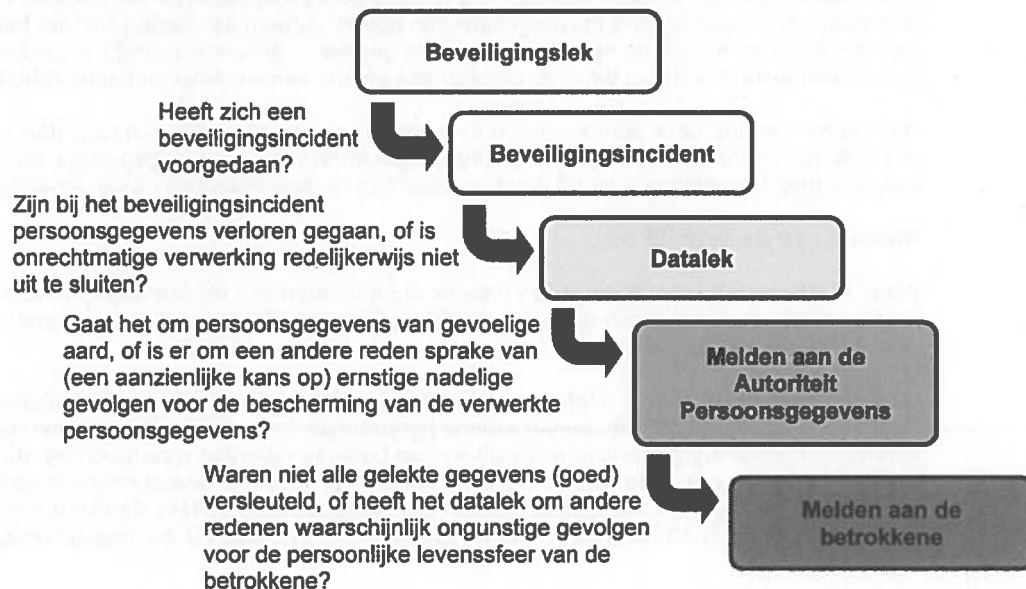 Beveiligingslek
Heeft zich een
beveiligingsincident
voorgedaan?
Beveiligingsincident
Zijn bij het beveiligingsincident
persoonsgegevens verloren gegaan, of is
onrechtmatige verwerking redelijkerwijs niet
uit te sluiten?
Datalek
Gaat het om persoonsgegevens van gevoelige
aard, of is er om een andere reden sprake van
(een aanzienlijke kans op) ernstige nadelige
gevolgen voor de bescherming van de verwerkte
persoonsgegevens?
Melden aan de
Autoriteit
Persoonsgegevens
Waren niet alle gelekte gegevens (goed)
versleuteld, of heeft het datalek om andere
redenen waarschijnlijk ongunstige gevolgen
voor de persoonlijke levenssfeer van de
betrokkene?
Melden aan de
betrokkene